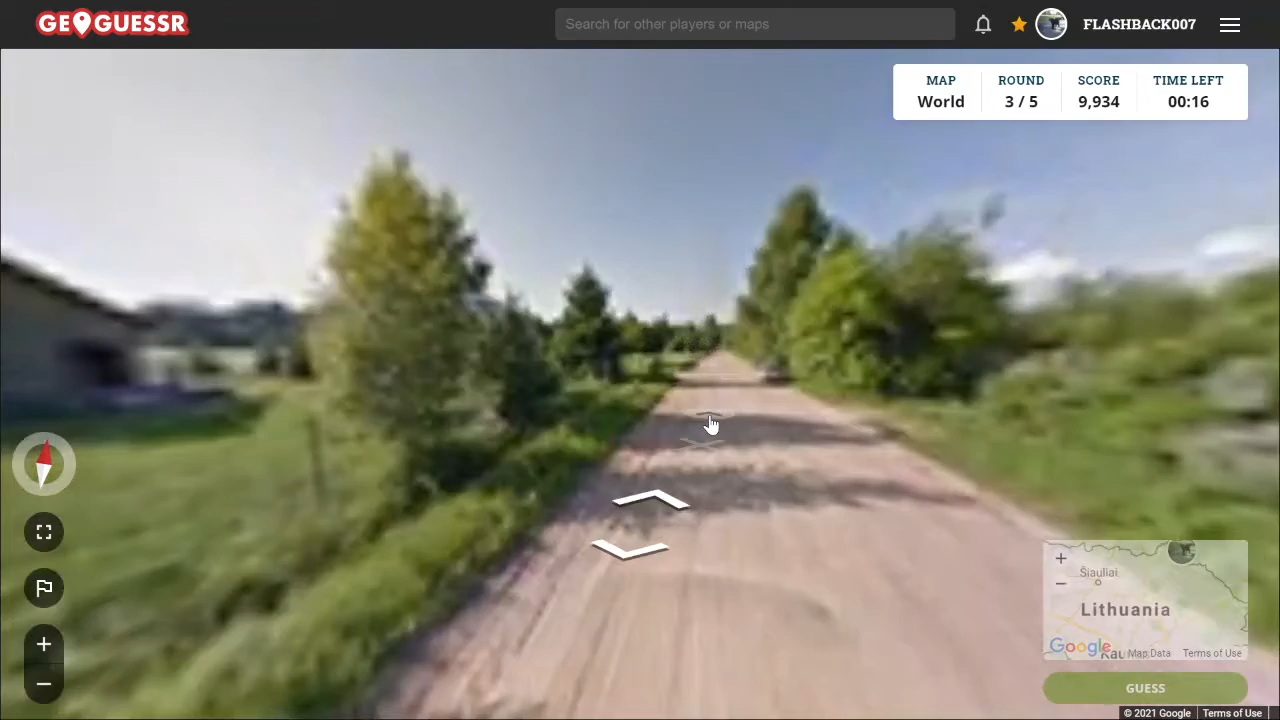 GEOGUESSR
Search for other players or maps
FLASHBACK007
MAP ROUND SCORE TIME LEFT
World 3 / 5 9,934 00:16
Šiauliai
Lithuania
Google Map Data Terms of Use
GUESS
© 2021 Google Terms of Use